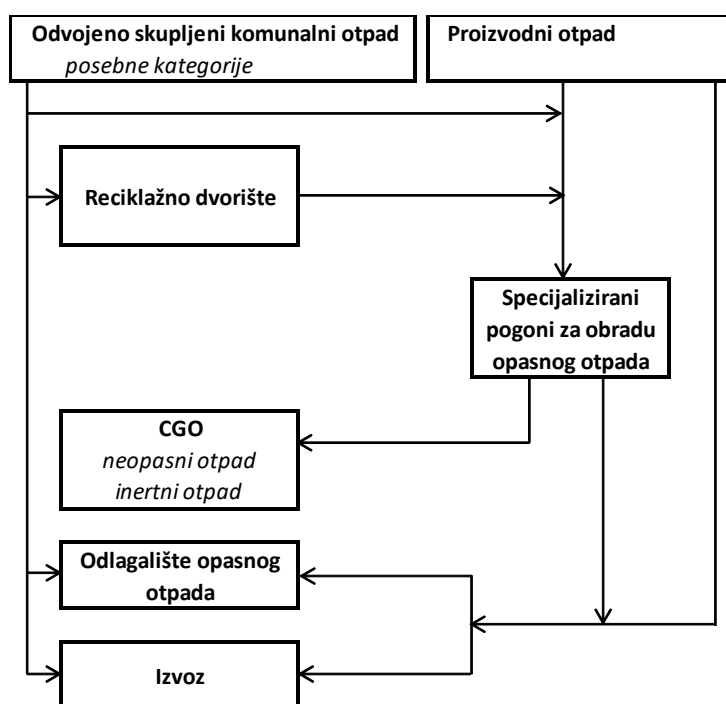 Odvojeno skupljeni komunalni otpad
posebne kategorije
Proizvodni otpad
Reciklažno dvorište
Specijalizirani
pogoni za obradu
opasnog otpada
CGO
neopasni otpad
inertni otpad
Odlagalište opasnog
otpada
Izvoz